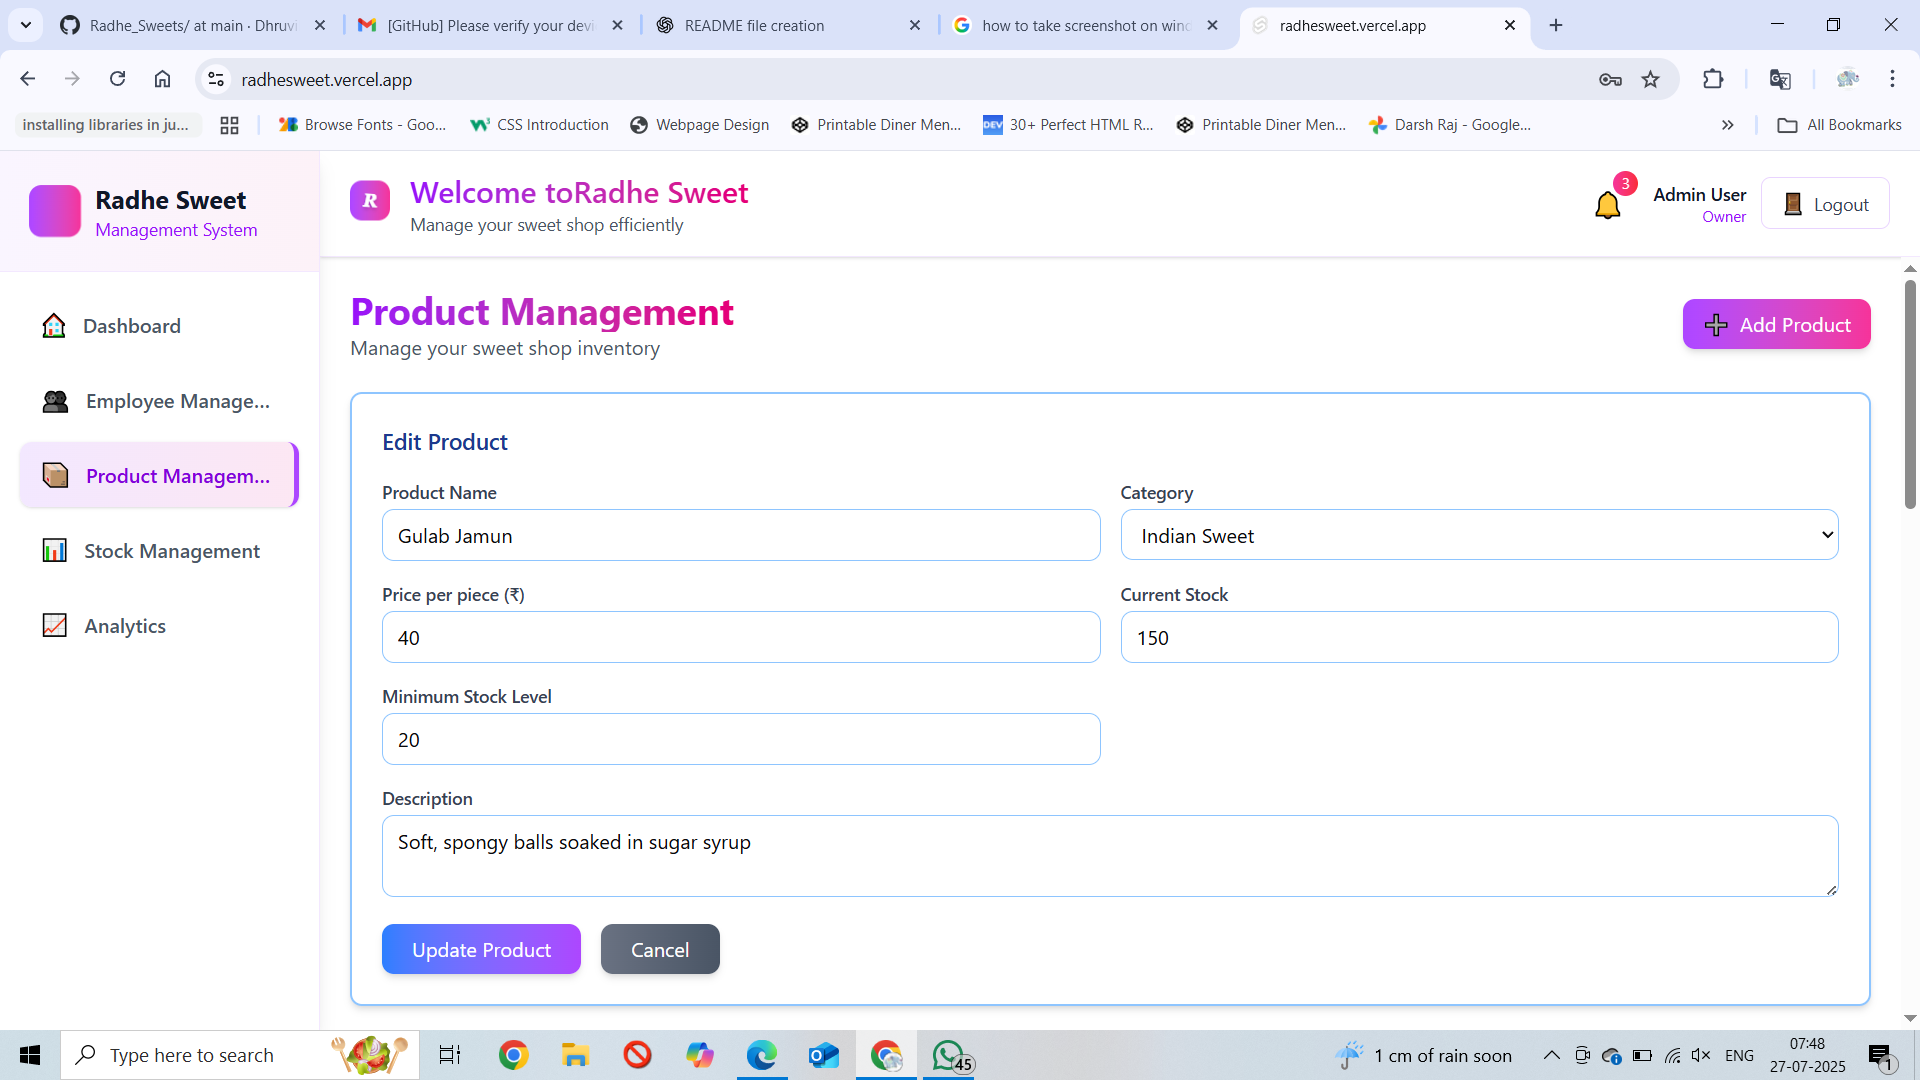 Radhe_Sweets/ at main · Dhruvi
[GitHub] Please verify your devi
README file creation
how to take screenshot on wind
radhesweet.vercel.app
radhesweet.vercel.app
installing libraries in ju...
Browse Fonts - Goo...
CSS Introduction
Webpage Design
Printable Diner Men...
DEV
30+ Perfect HTML R...
Printable Diner Men...
Darsh Raj - Google...
All Bookmarks
Radhe Sweet
Management System
R
Welcome toRadhe Sweet
Manage your sweet shop efficiently
3
Admin User
Owner
Logout
Dashboard
Employee Manage...
Product Managem...
Stock Management
Analytics
Product Management
Manage your sweet shop inventory
Add Product
Edit Product
Product Name
Category
Gulab Jamun
Indian Sweet
Price per piece (₹)
Current Stock
40
150
Minimum Stock Level
20
Description
Soft, spongy balls soaked in sugar syrup
Update Product
Cancel
Type here to search
45
1 cm of rain soon
ENG
07:48
27-07-2025
1